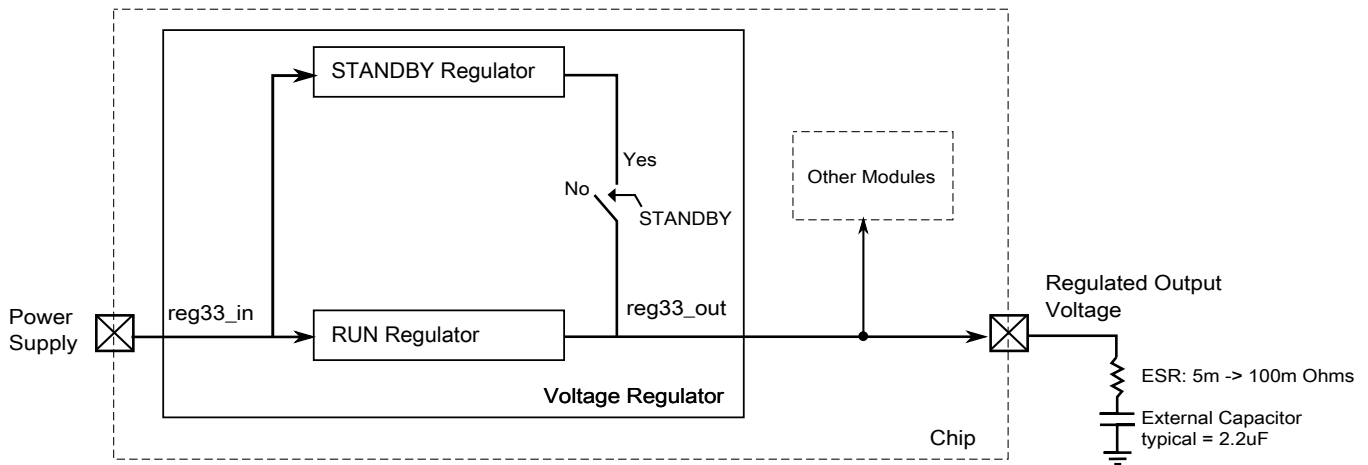 STANDBY Regulator
Yes
No
STANDBY
Other Modules
Power
Supply
reg33_in
RUN Regulator
reg33_out
Voltage Regulator
Chip
Regulated Output
Voltage
ESR: 5m -> 100m Ohms
External Capacitor
typical = 2.2uF